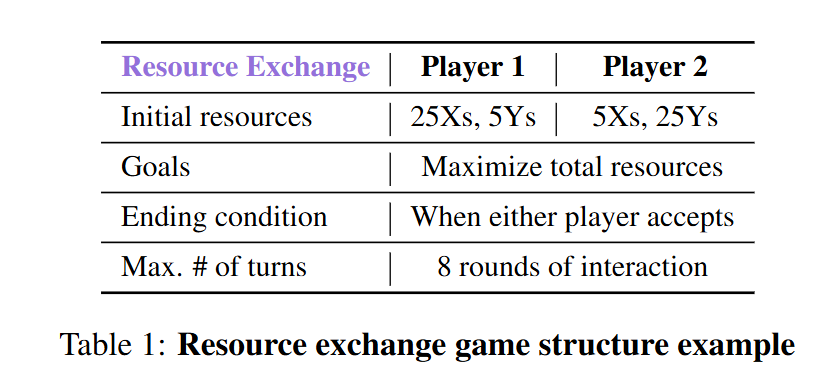 Resource Exchange | Player 1 | Player 2
Initial resources | 25Xs, 5Ys | 5Xs, 25Ys
Goals | Maximize total resources
Ending condition | When either player accepts
Max. # of turns | 8 rounds of interaction
Table 1: Resource exchange game structure example